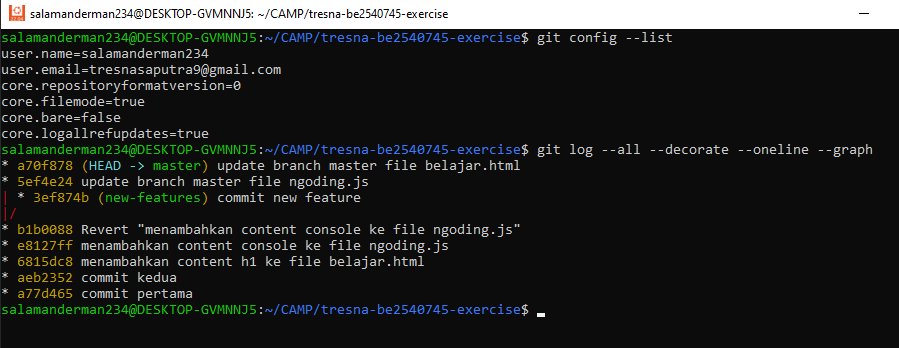 salamanderman234@DESKTOP-GVMNNJ5: ~/CAMP/tresna-be2540745-exercise
salamanderman234@DESKTOP-GVMNNJ5:~/CAMP/tresna-be2540745-exercise$ git config --list
user.name=salamanderman234
user.email=tresnasaputra9@gmail.com
core.repositoryformatversion=0
core.filemode=true
core.bare=false
core.logallrefupdates=true
salamanderman234@DESKTOP-GVMNNJ5:~/CAMP/tresna-be2540745-exercise$ git log --all --decorate --oneline --graph
* a70f878 (HEAD -> master) update branch master file belajar.html
* 5ef4e24 update branch master file ngoding.js
| * 3ef874b (new-features) commit new feature
|/
* b1b0088 Revert "menambahkan content console ke file ngoding.js"
* e8127ff menambahkan content console ke file ngoding.js
* 6815dc8 menambahkan content h1 ke file belajar.html
* aeb2352 commit kedua
* a77d465 commit pertama
salamanderman234@DESKTOP-GVMNNJ5:~/CAMP/tresna-be2540745-exercise$